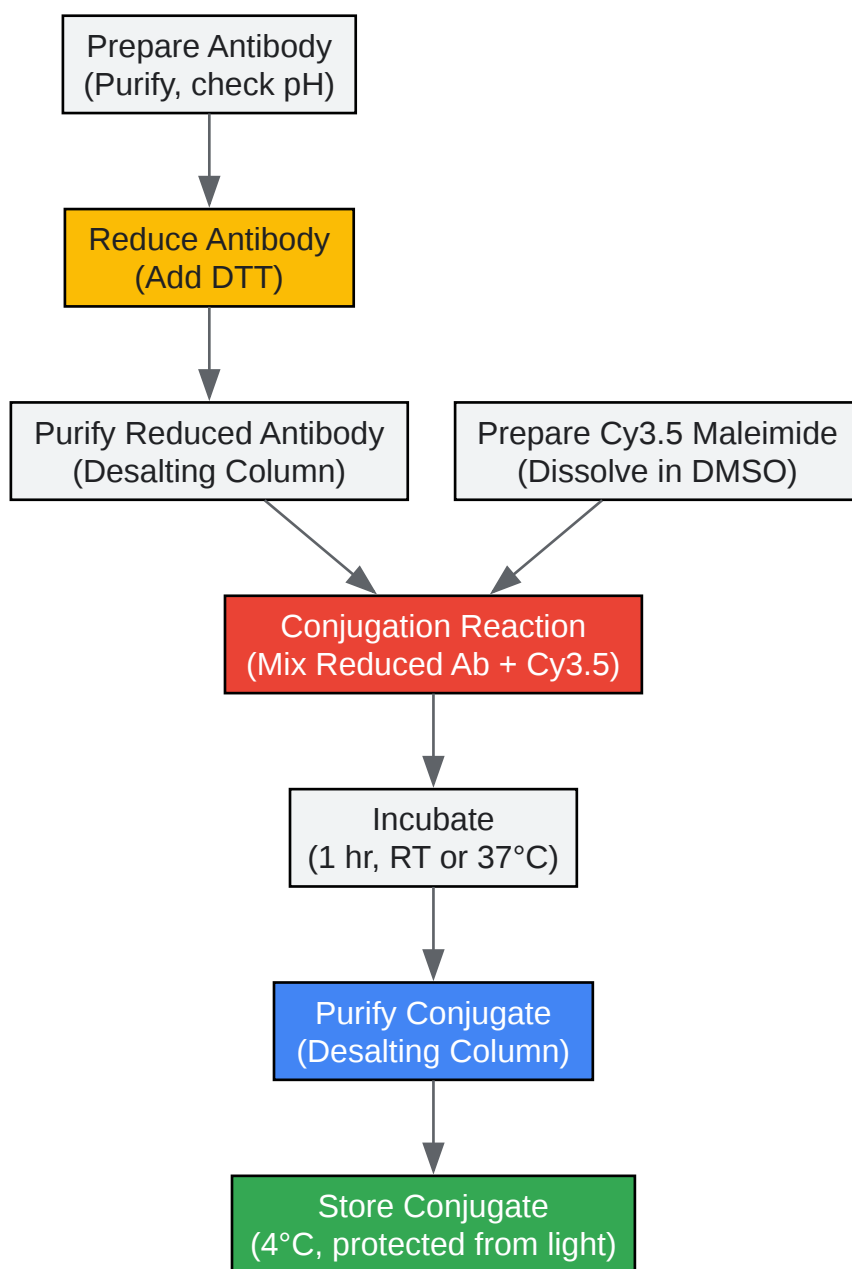 Prepare Antibody
(Purify, check pH)
Reduce Antibody
(Add DTT)
Purify Reduced Antibody
(Desalting Column)
Prepare Cy3.5 Maleimide
(Dissolve in DMSO)
Conjugation Reaction
(Mix Reduced Ab + Cy3.5)
Incubate
(1 hr, RT or 37°C)
Purify Conjugate
(Desalting Column)
Store Conjugate
(4°C, protected from light)